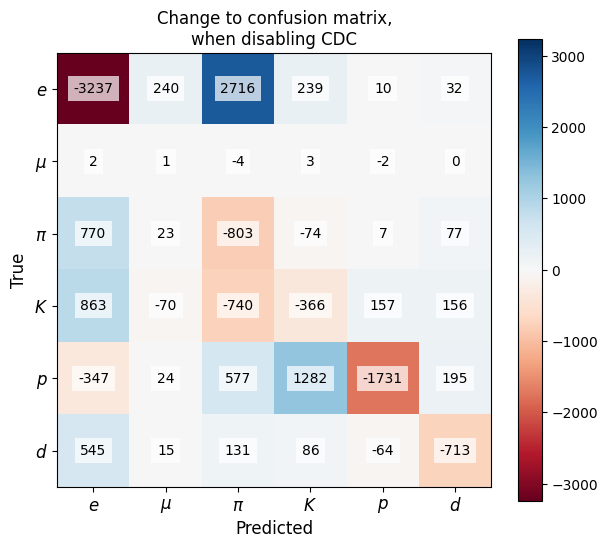 Change to confusion matrix,
when disabling CDC
True
e -3237 240 2716 239 10 32
μ 2 1 -4 3 -2 0
π 770 23 -803 -74 7 77
K 863 -70 -740 -366 157 156
p -347 24 577 1282 -1731 195
d 545 15 131 86 -64 -713
e μ π K p d
Predicted
3000
2000
1000
0
−1000
−2000
−3000